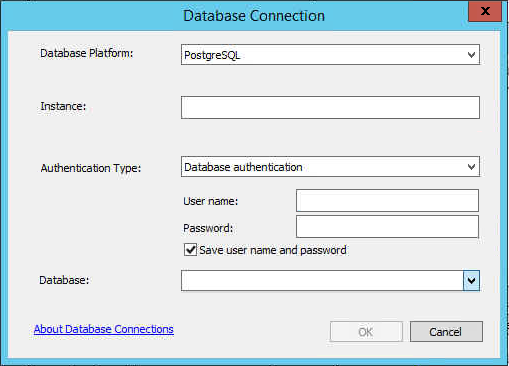 Database Connection
x
Database Platform: PostgreSQL
Instance:
Authentication Type: Database authentication
User name:
Password:
Save user name and password
Database:
About Database Connections OK Cancel